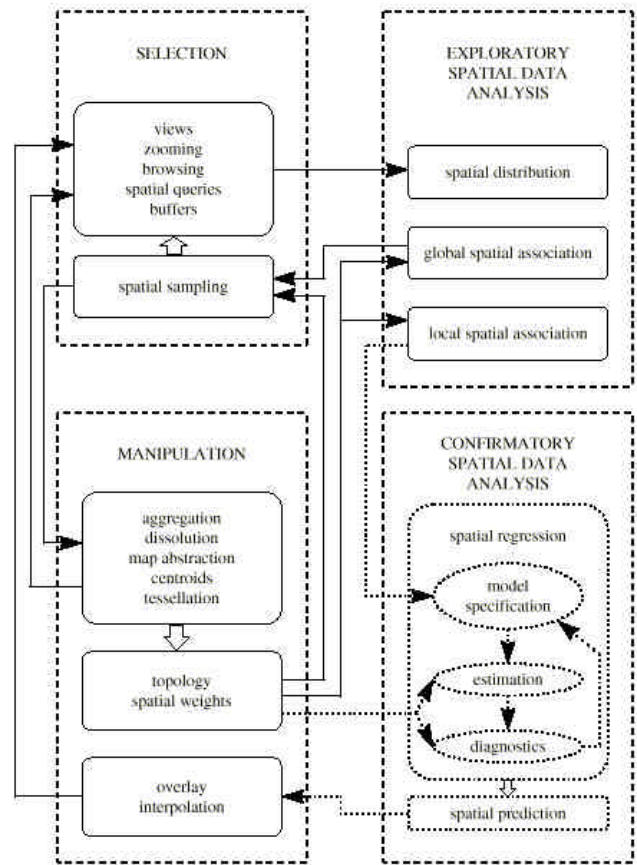 SELECTION
views
zooming
browsing
spatial queries
buffers
spatial sampling
EXPLORATORY
SPATIAL DATA
ANALYSIS
spatial distribution
global spatial association
local spatial association
MANIPULATION
aggregation
dissolution
map abstraction
centroids
tessellation
topology
spatial weights
overlay
interpolation
CONFIRMATORY
SPATIAL DATA
ANALYSIS
spatial regression
model
specification
estimation
diagnostics
spatial prediction